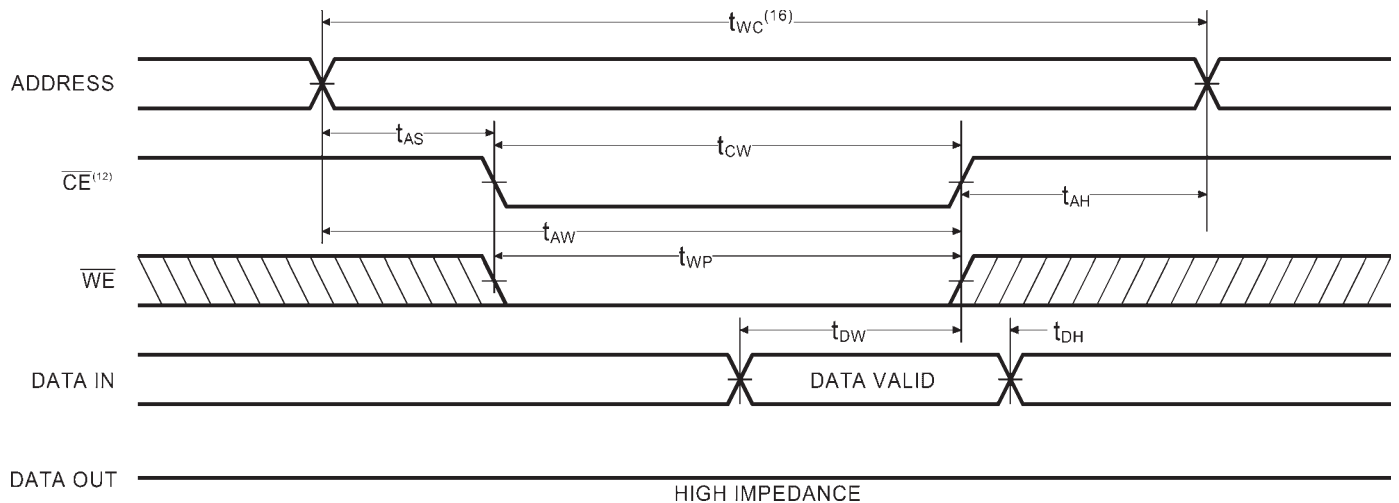 tWC(16)
ADDRESS
tAS
tCW
CE(12)
tAH
tAW
WE
tWP
tDW
tDH
DATA IN
DATA VALID
DATA OUT
HIGH IMPEDANCE